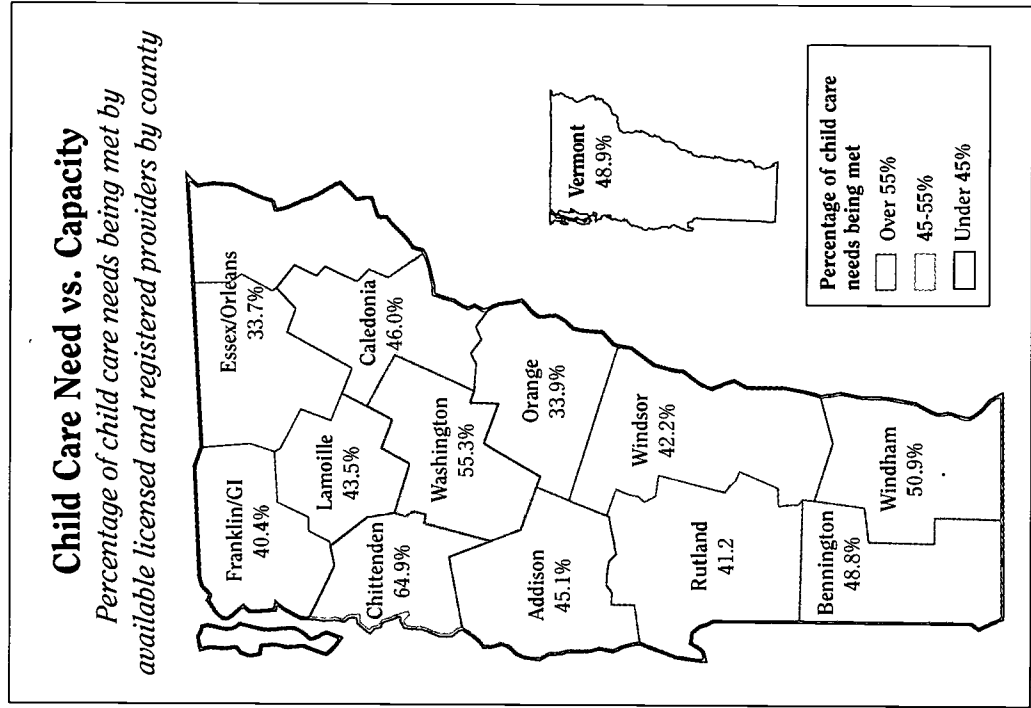 Child Care Need vs. Capacity
Percentage of child care needs being met by
available licensed and registered providers by county
Franklin/GI
40.4%
Essex/Orleans
33.7%
Lamoille
43.5%
Caledonia
46.0%
Chittenden
64.9%
Washington
55.3%
Orange
33.9%
Addison
45.1%
Windsor
42.2%
Rutland
41.2
Bennington
48.8%
Windham
50.9%
Vermont
48.9%
Percentage of child care
needs being met
Over 55%
45-55%
Under 45%